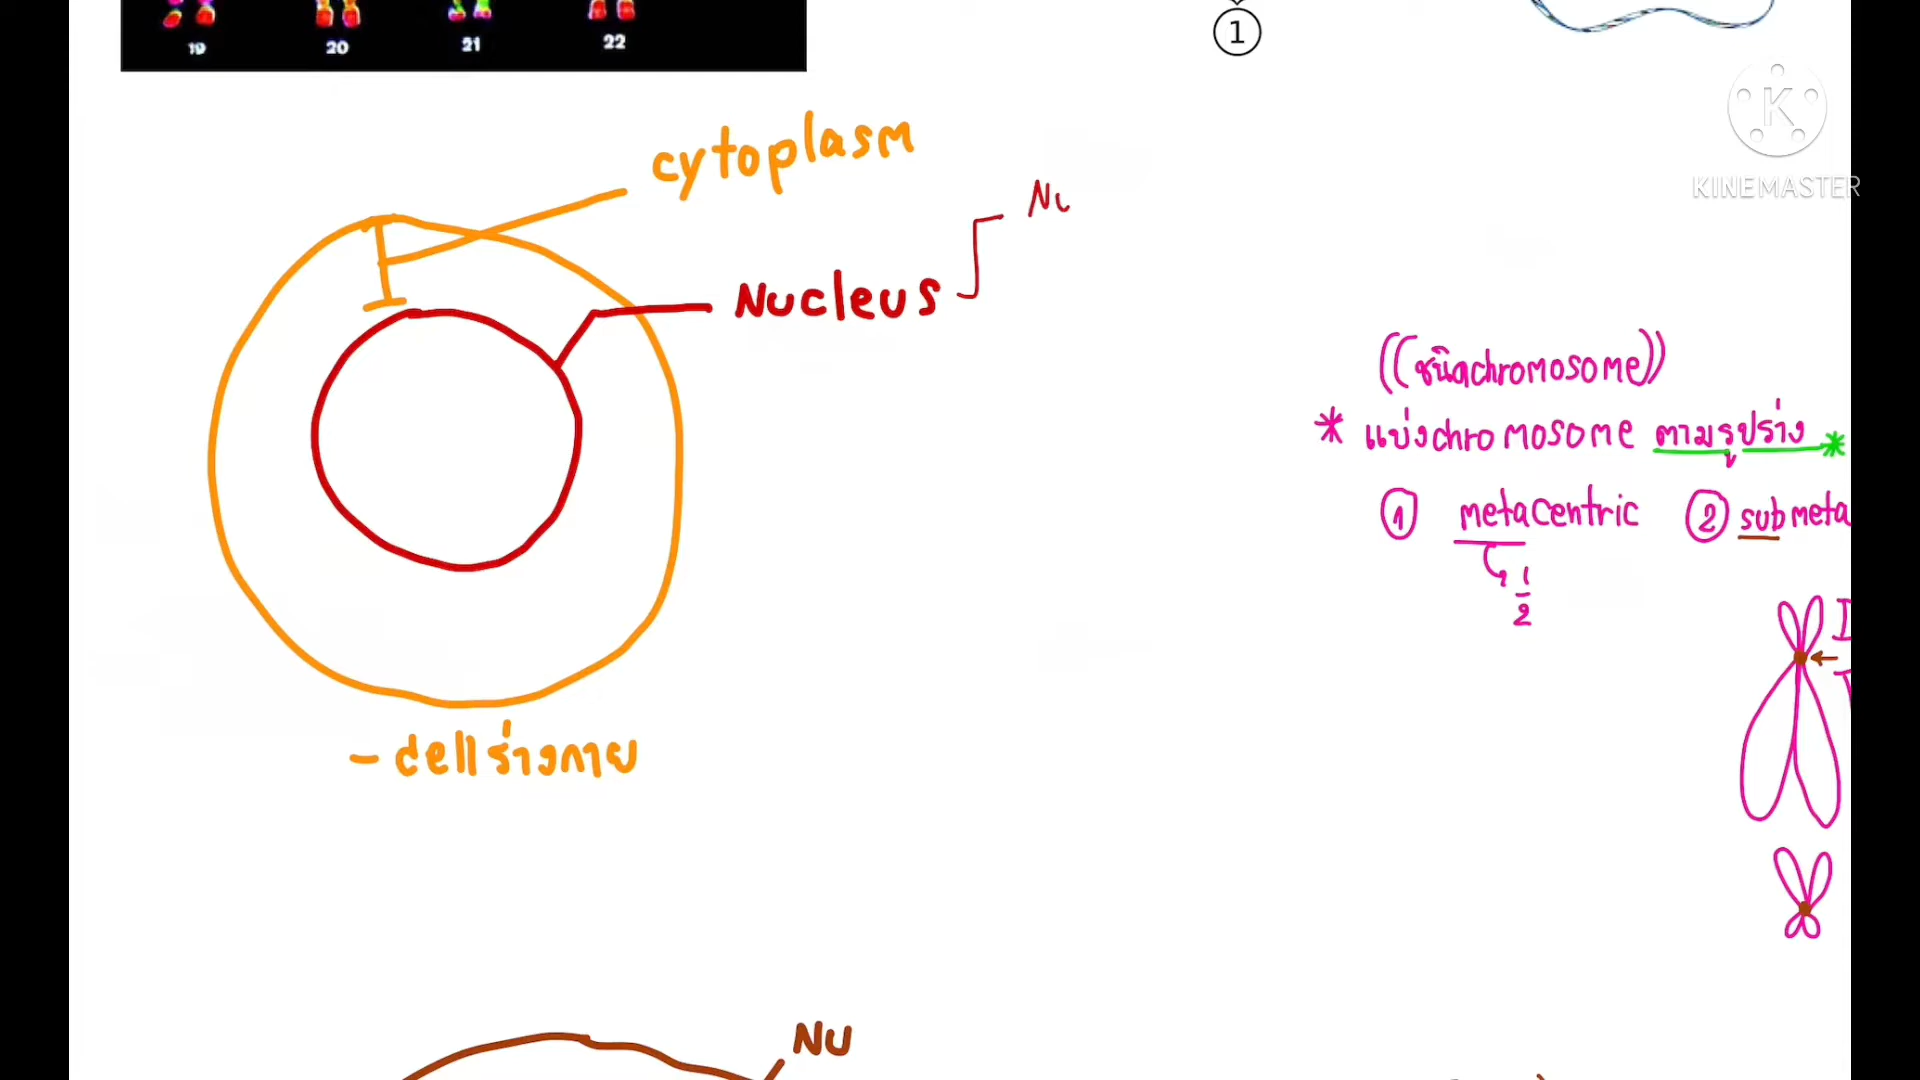 19 20 21 22
1
KINEMASTER
cytoplasm
Nu
Nucleus
((ชนิดchromosome))
* แบ่งchromosome ตามรูปร่าง *
① metacentric ② submeta
1/2
- cellร่างกาย
Nu